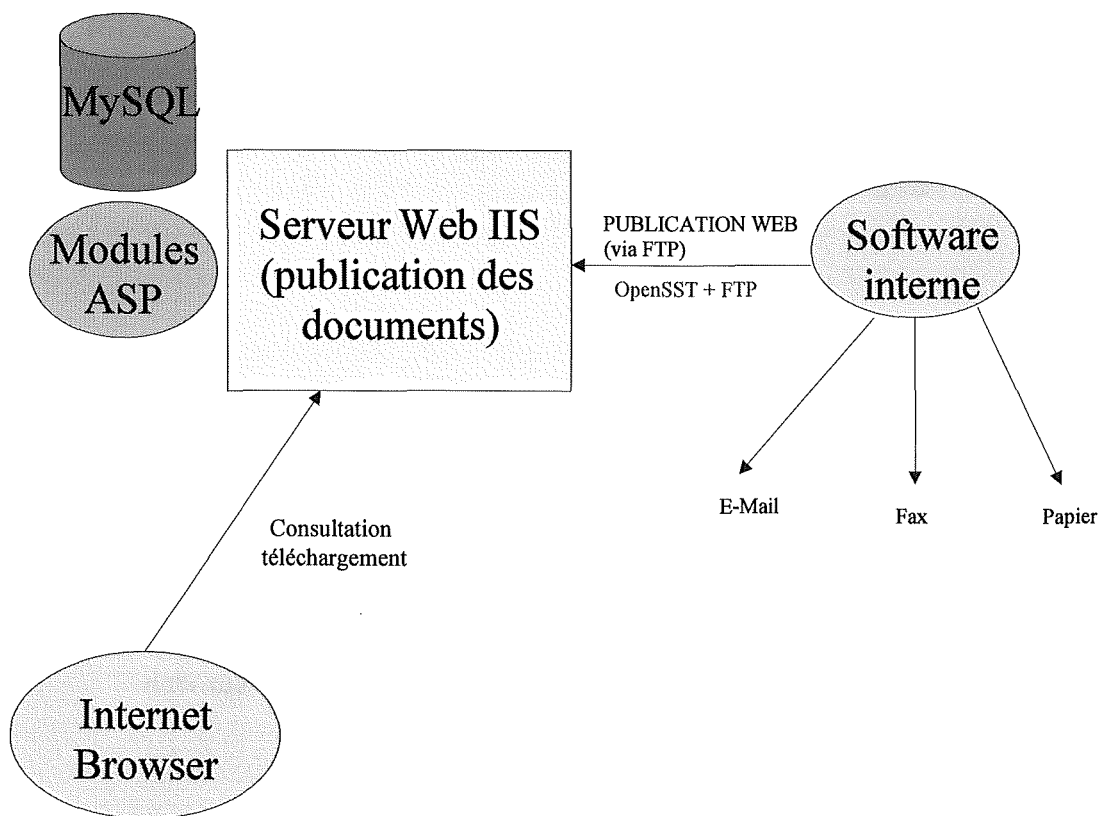 MySQL
Modules
ASP
Serveur Web IIS
(publication des
documents)
PUBLICATION WEB
(via FTP)
OpenSST + FTP
Software
interne
E-Mail
Fax
Papier
Consultation
téléchargement
Internet
Browser